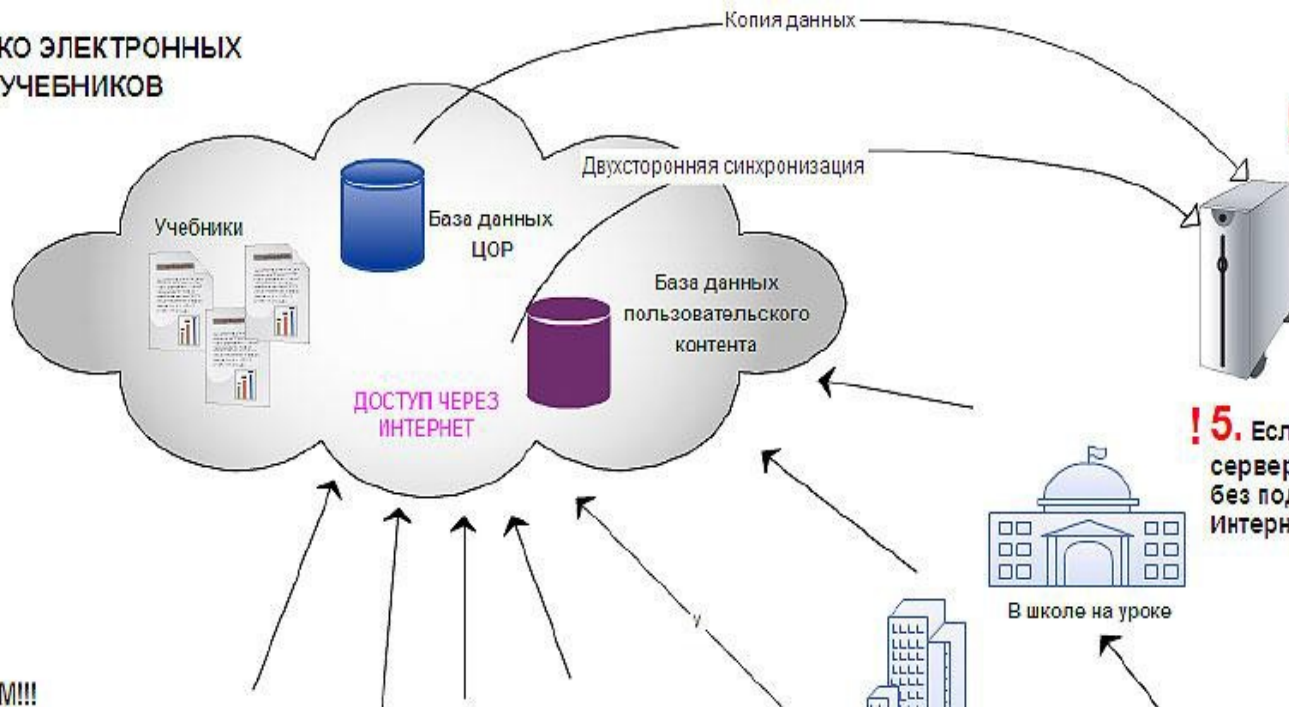 Копия данных
КО ЭЛЕКТРОННЫХ
УЧЕБНИКОВ
Двухсторонняя синхронизация
Учебники
База данных
ЦОР
База данных
пользовательского
контента
ДОСТУП ЧЕРЕЗ
ИНТЕРНЕТ
! 5. Есл
сервер
без под
Интерн
В школе на уроке
У
М!!!